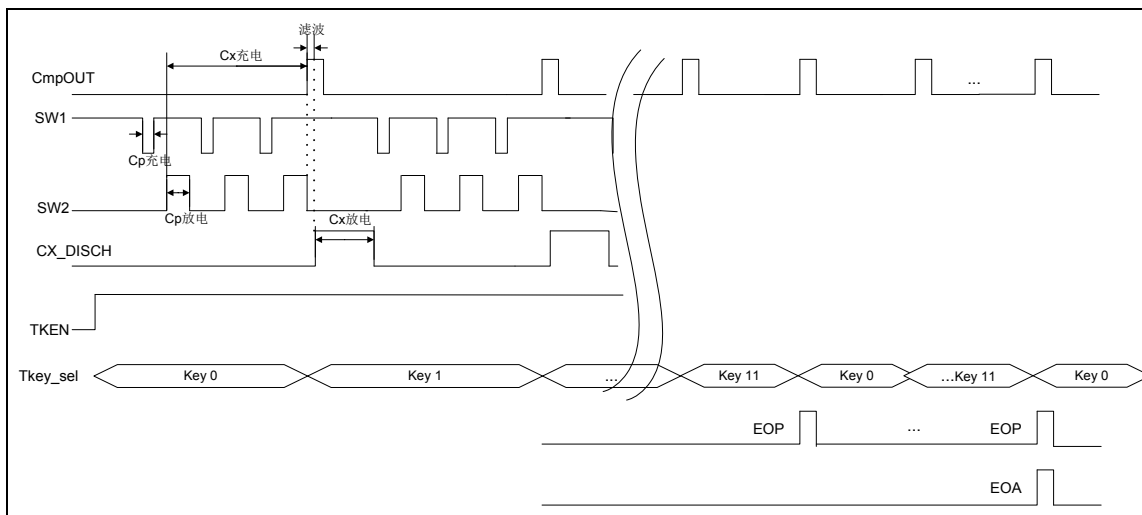 滤波
Cx充电
CmpOUT
...
SW1
Cp充电
SW2
Cp放电
Cx放电
CX_DISCH
TKEN
Tkey_sel
Key 0
Key 1
...
Key 11
Key 0
...Key 11
Key 0
EOP
...
EOP
EOA